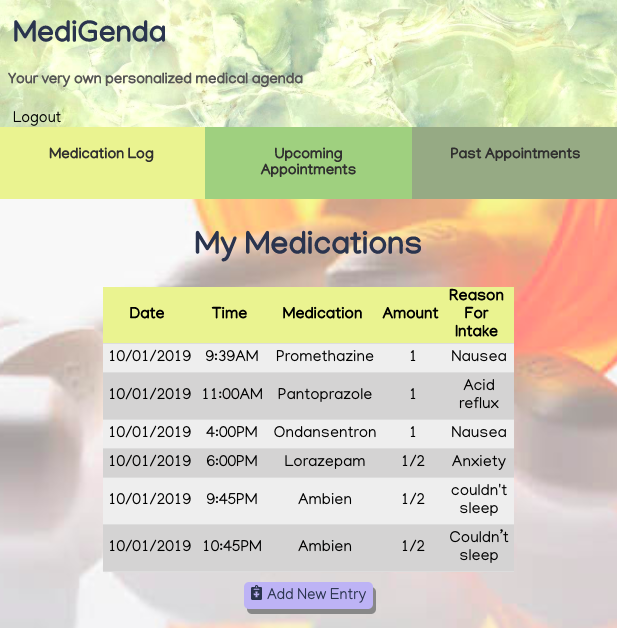 MediGenda
Your very own personalized medical agenda
Logout
Medication Log
Upcoming
Appointments
Past Appointments
My Medications
Date Time Medication Amount Reason
For
Intake
10/01/2019 9:39AM Promethazine 1 Nausea
10/01/2019 11:00AM Pantoprazole 1 Acid
reflux
10/01/2019 4:00PM Ondansentron 1 Nausea
10/01/2019 6:00PM Lorazepam 1/2 Anxiety
10/01/2019 9:45PM Ambien 1/2 couldn't
sleep
10/01/2019 10:45PM Ambien 1/2 Couldn’t
sleep
Add New Entry